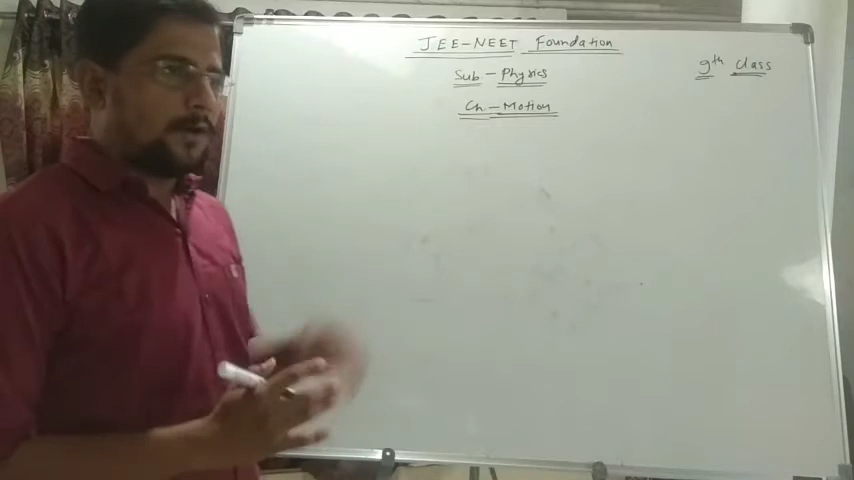 JEE-NEET Foundation
9th class
Sub - Physics
Ch. - Motion